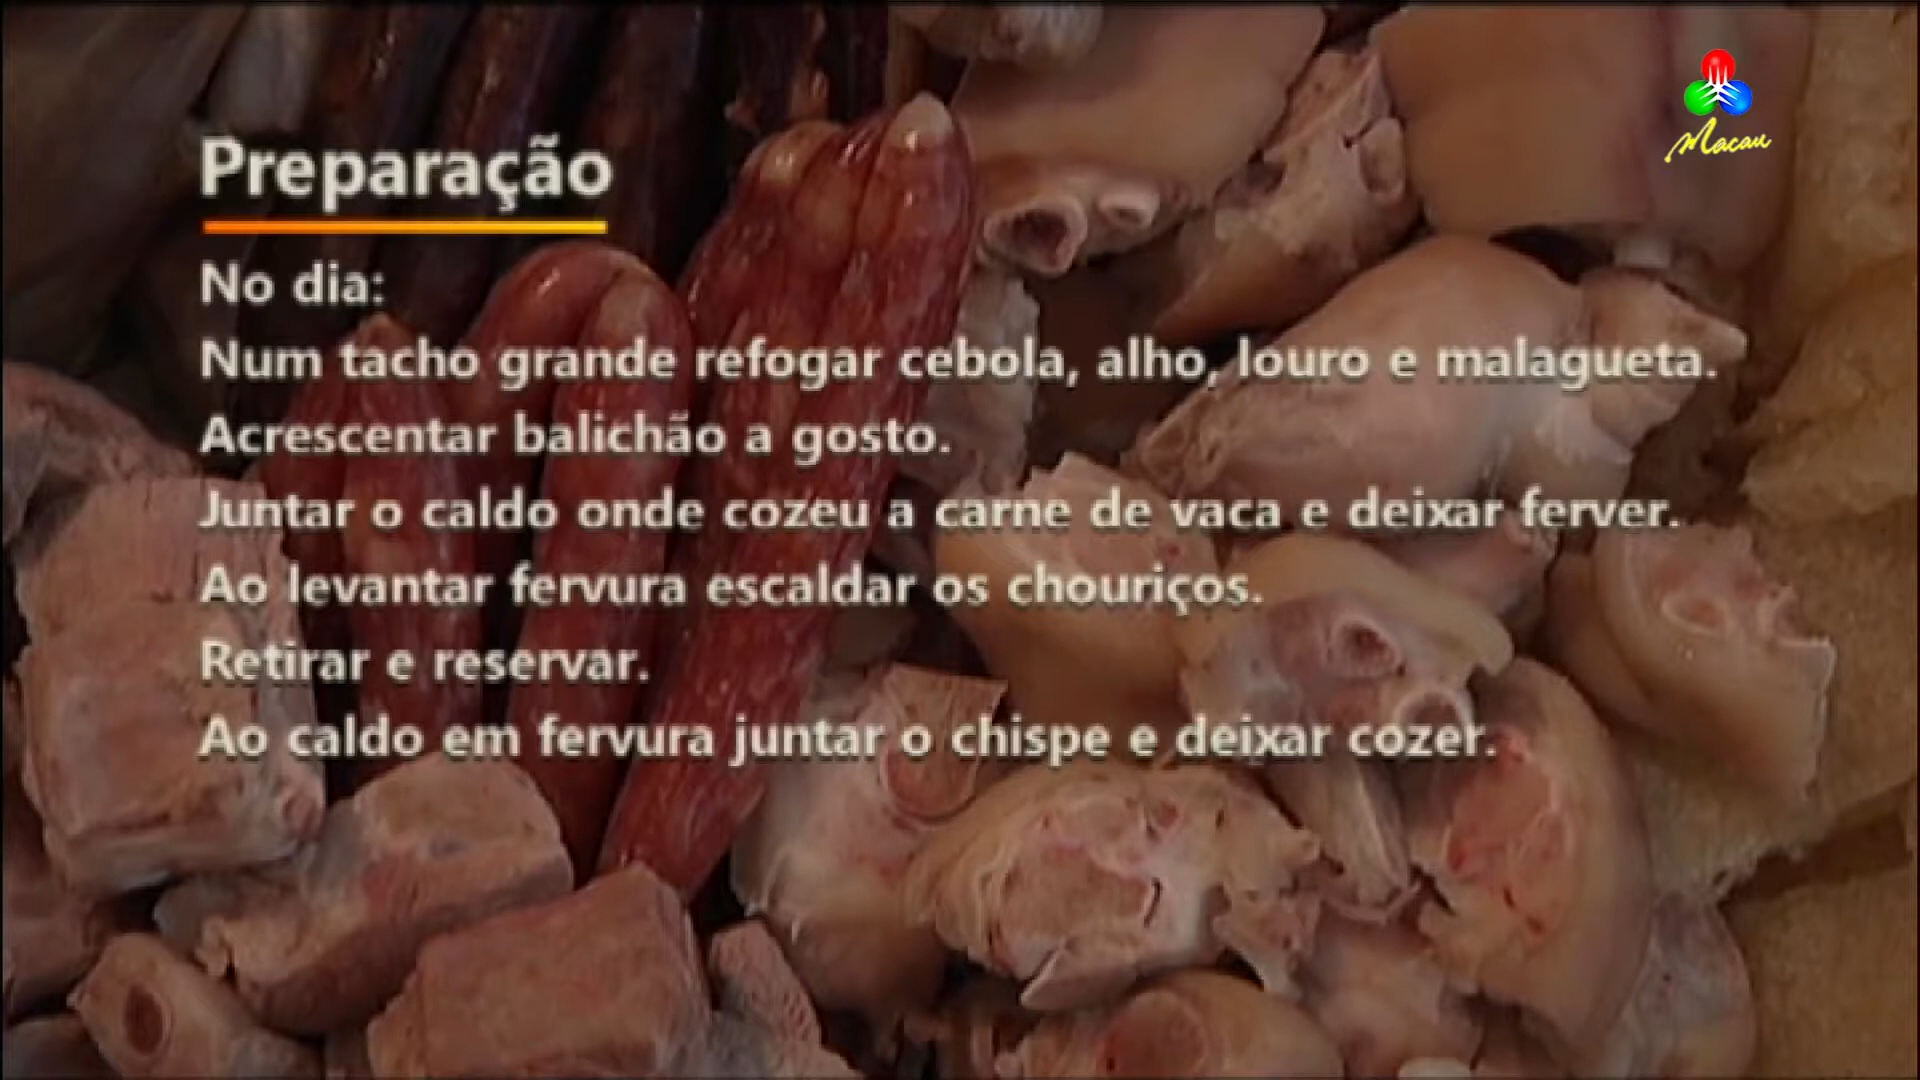 Macau
Preparação
No dia:
Num tacho grande refogar cebola, alho, louro e malagueta.
Acrescentar balichão a gosto.
Juntar o caldo onde cozeu a carne de vaca e deixar ferver.
Ao levantar fervura escaldar os chouriços.
Retirar e reservar.
Ao caldo em fervura juntar o chispe e deixar cozer.